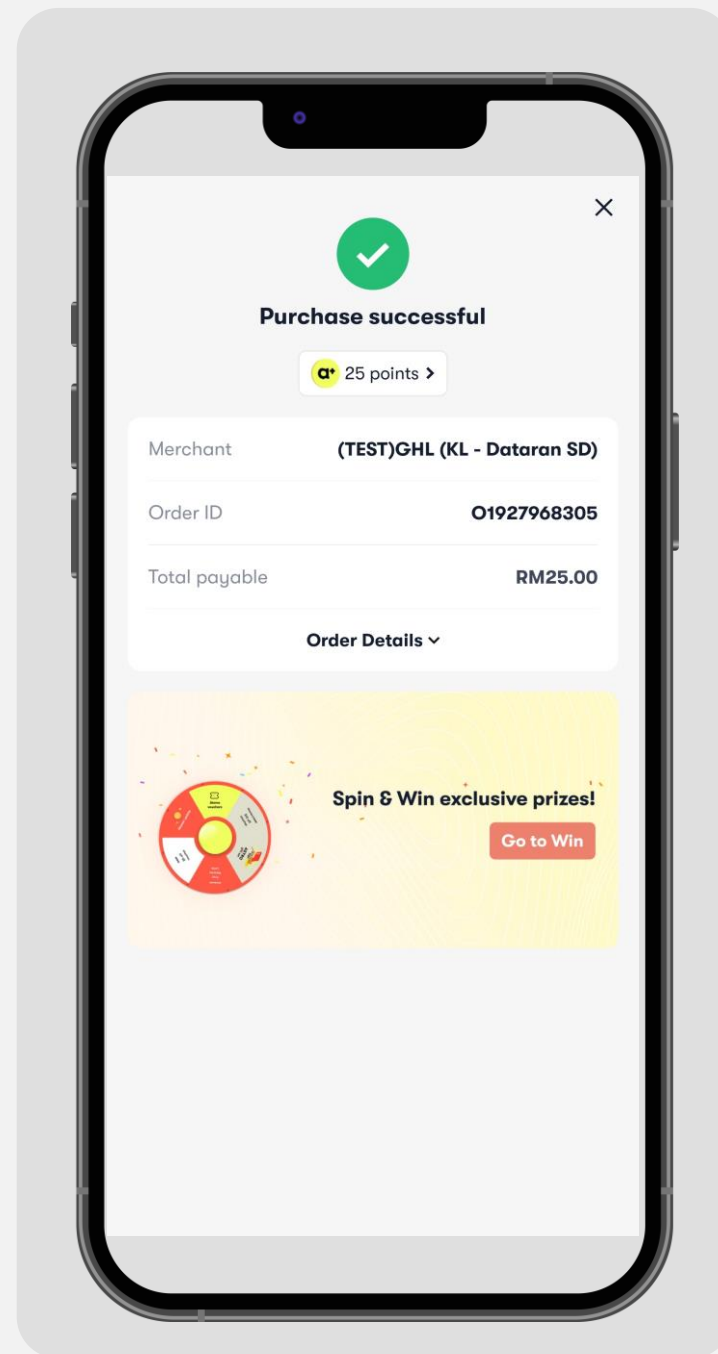 Purchase successful
a+ 25 points >
Merchant (TEST)GHL (KL - Dataran SD)
Order ID O1927968305
Total payable RM25.00
Order Details
Spin & Win exclusive prizes!
Go to Win